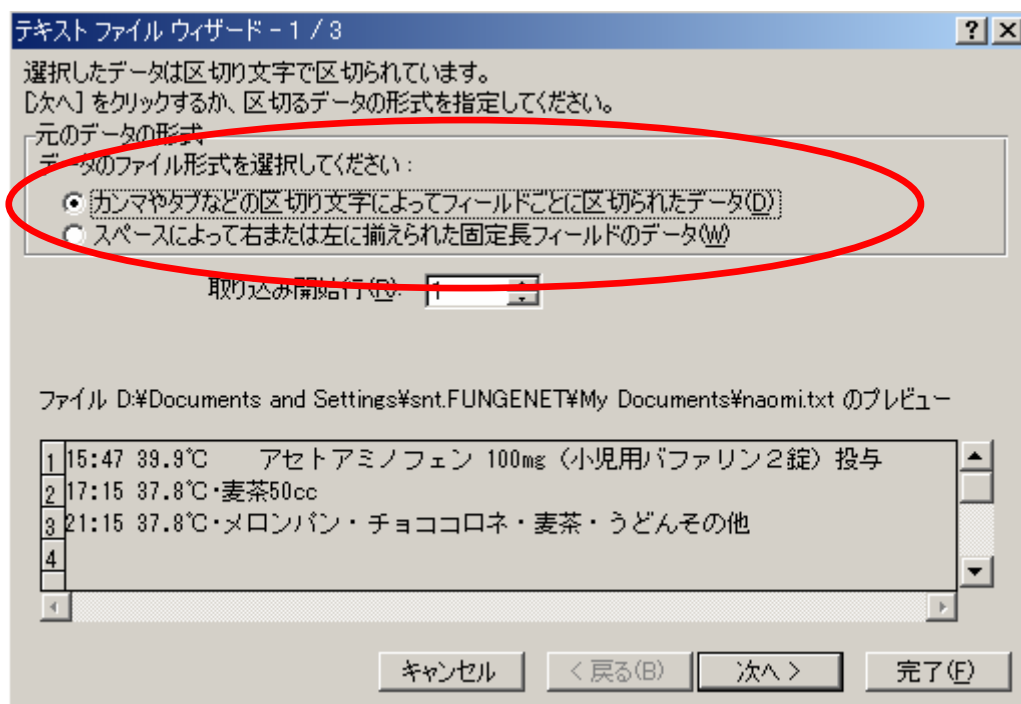 テキスト ファイル ウィザード - 1 / 3
選択したデータは区切り文字で区切られています。
[次へ] をクリックするか、区切るデータの形式を指定してください。
元のデータの形式
データのファイル形式を選択してください:
カンマやタブなどの区切り文字によってフィールドごとに区切られたデータ(D)
スペースによって右または左に揃えられた固定長フィールドのデータ(W)
取り込み開始行(R): 1
ファイル D:¥Documents and Settings¥snt.FUNGENET¥My Documents¥naomi.txt のプレビュー
1 15:47 39.9℃　アセトアミノフェン 100mg（小児用バファリン２錠）投与
2 17:15 37.8℃・麦茶50cc
3 21:15 37.8℃・メロンパン・チョココロネ・麦茶・うどんその他
4
キャンセル < 戻る(B) 次へ > 完了(F)